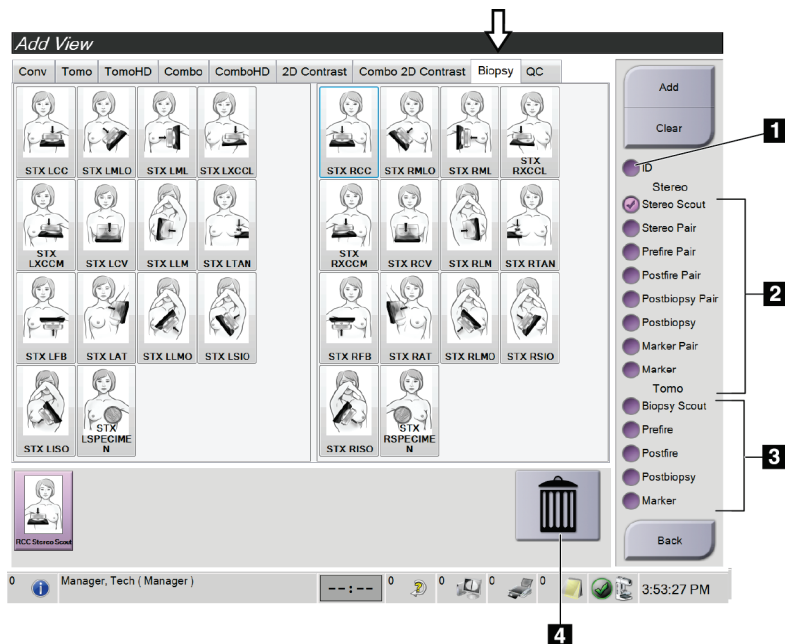 Add View
Conv Tomo TomoHD Combo ComboHD 2D Contrast Combo 2D Contrast Biopsy QC
STX LCC STX LMLO STX LML STX LXCCL
STX RCC STX RMLO STX RML STX
RXCCL
STX
LXCCM STX LCV STX LLM STX LTAN
STX
RXCCM STX RCV STX RLM STX RTAN
STX LFB STX LAT STX LLMO STX LSIO
STX RFB STX RAT STX RLMO STX RSIO
STX LISO STX
LSPECIME
N
STX RISO STX
RSPECIME
N
RCC Stereo Scout
Add
Clear
ID
Stereo
Stereo Scout
Stereo Pair
Prefire Pair
Postfire Pair
Postbiopsy Pair
Postbiopsy
Marker Pair
Marker
Tomo
Biopsy Scout
Prefire
Postfire
Postbiopsy
Marker
Back
1
2
3
0 Manager, Tech ( Manager ) --:-- 0 0 0 0 3:53:27 PM
4